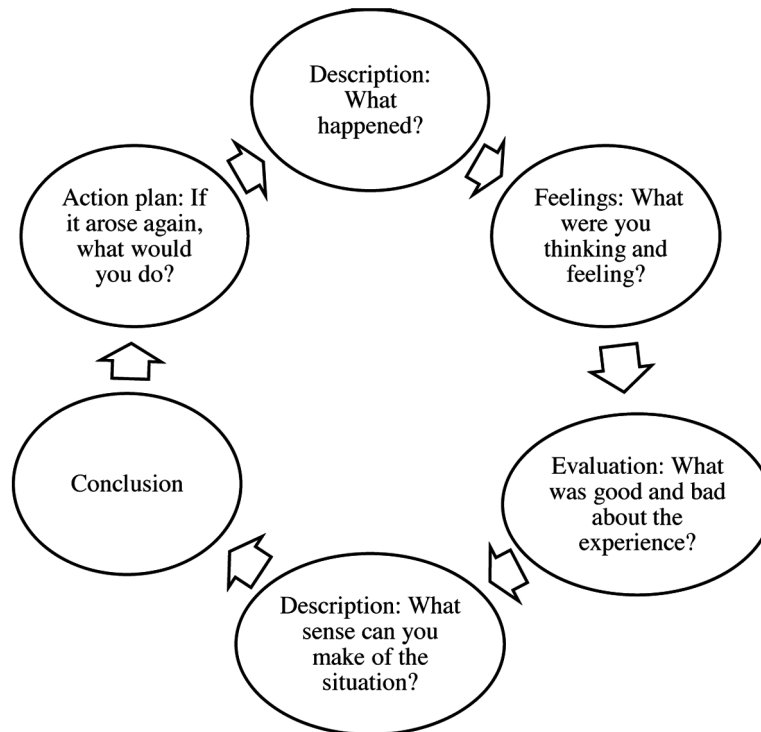 Description:
What
happened?
Feelings: What
were you
thinking and
feeling?
Evaluation: What
was good and bad
about the
experience?
Description: What
sense can you
make of the
situation?
Conclusion
Action plan: If
it arose again,
what would
you do?